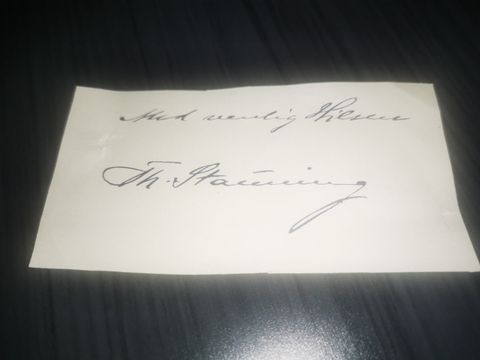 Med venlig Hilsen
Th. Stauning